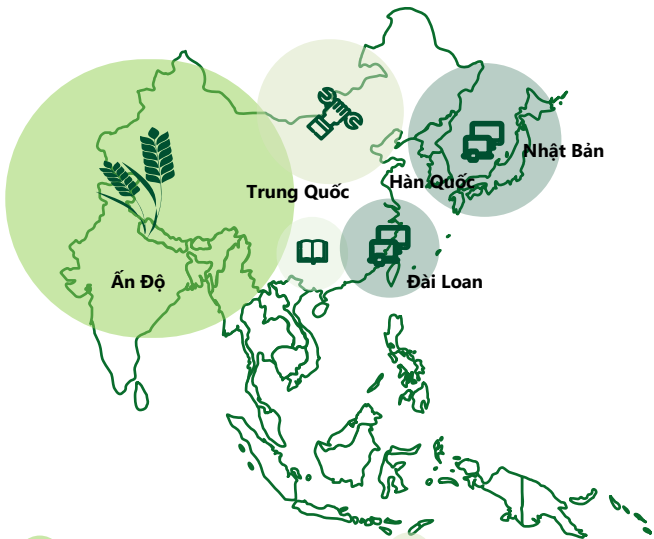 Nhật Bản
Trung Quốc
Hàn Quốc
Ấn Độ
Đài Loan